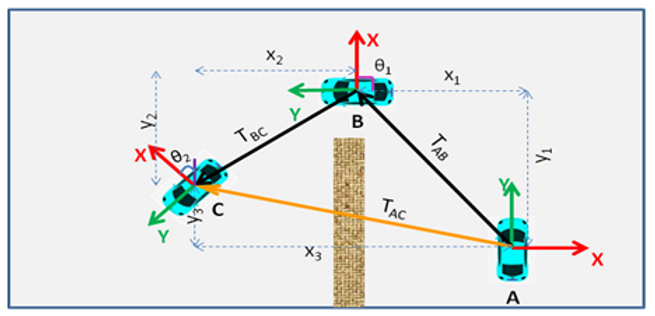 X
x₂
θ₁
x₁
Y
B
y₂
T_BC
T_AB
y₁
X
θ₂
C
Y
y₃
T_AC
Y
x₃
X
A